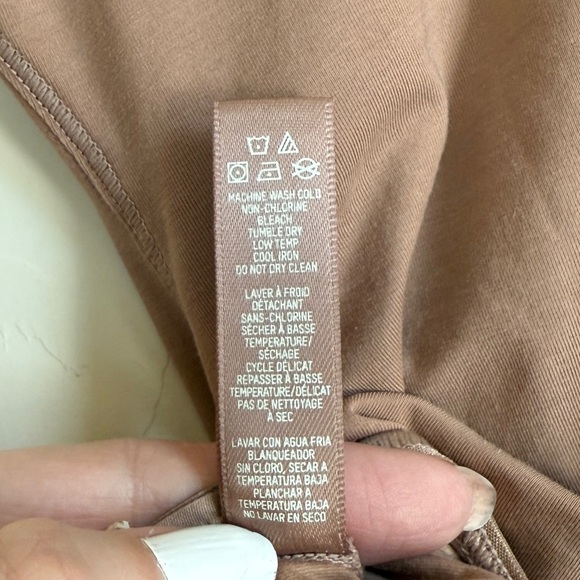 MACHINE WASH COLD
NON-CHLORINE
BLEACH
TUMBLE DRY
LOW TEMP
COOL IRON
DO NOT DRY CLEAN
LAVER À FROID
DÉTACHANT
SANS-CHLORINE
SÉCHER À BASSE
TEMPERATURE/
SÉCHAGE
CYCLE DÉLICAT
REPASSER À BASSE
TEMPERATURE/DÉLICAT
PAS DE NETTOYAGE
À SEC
LAVAR CON AGUA FRIA
BLANQUEADOR
SIN CLORO, SECAR A
TEMPERATURA BAJA
PLANCHAR A
TEMPERATURA BAJA
NO LAVAR EN SECO